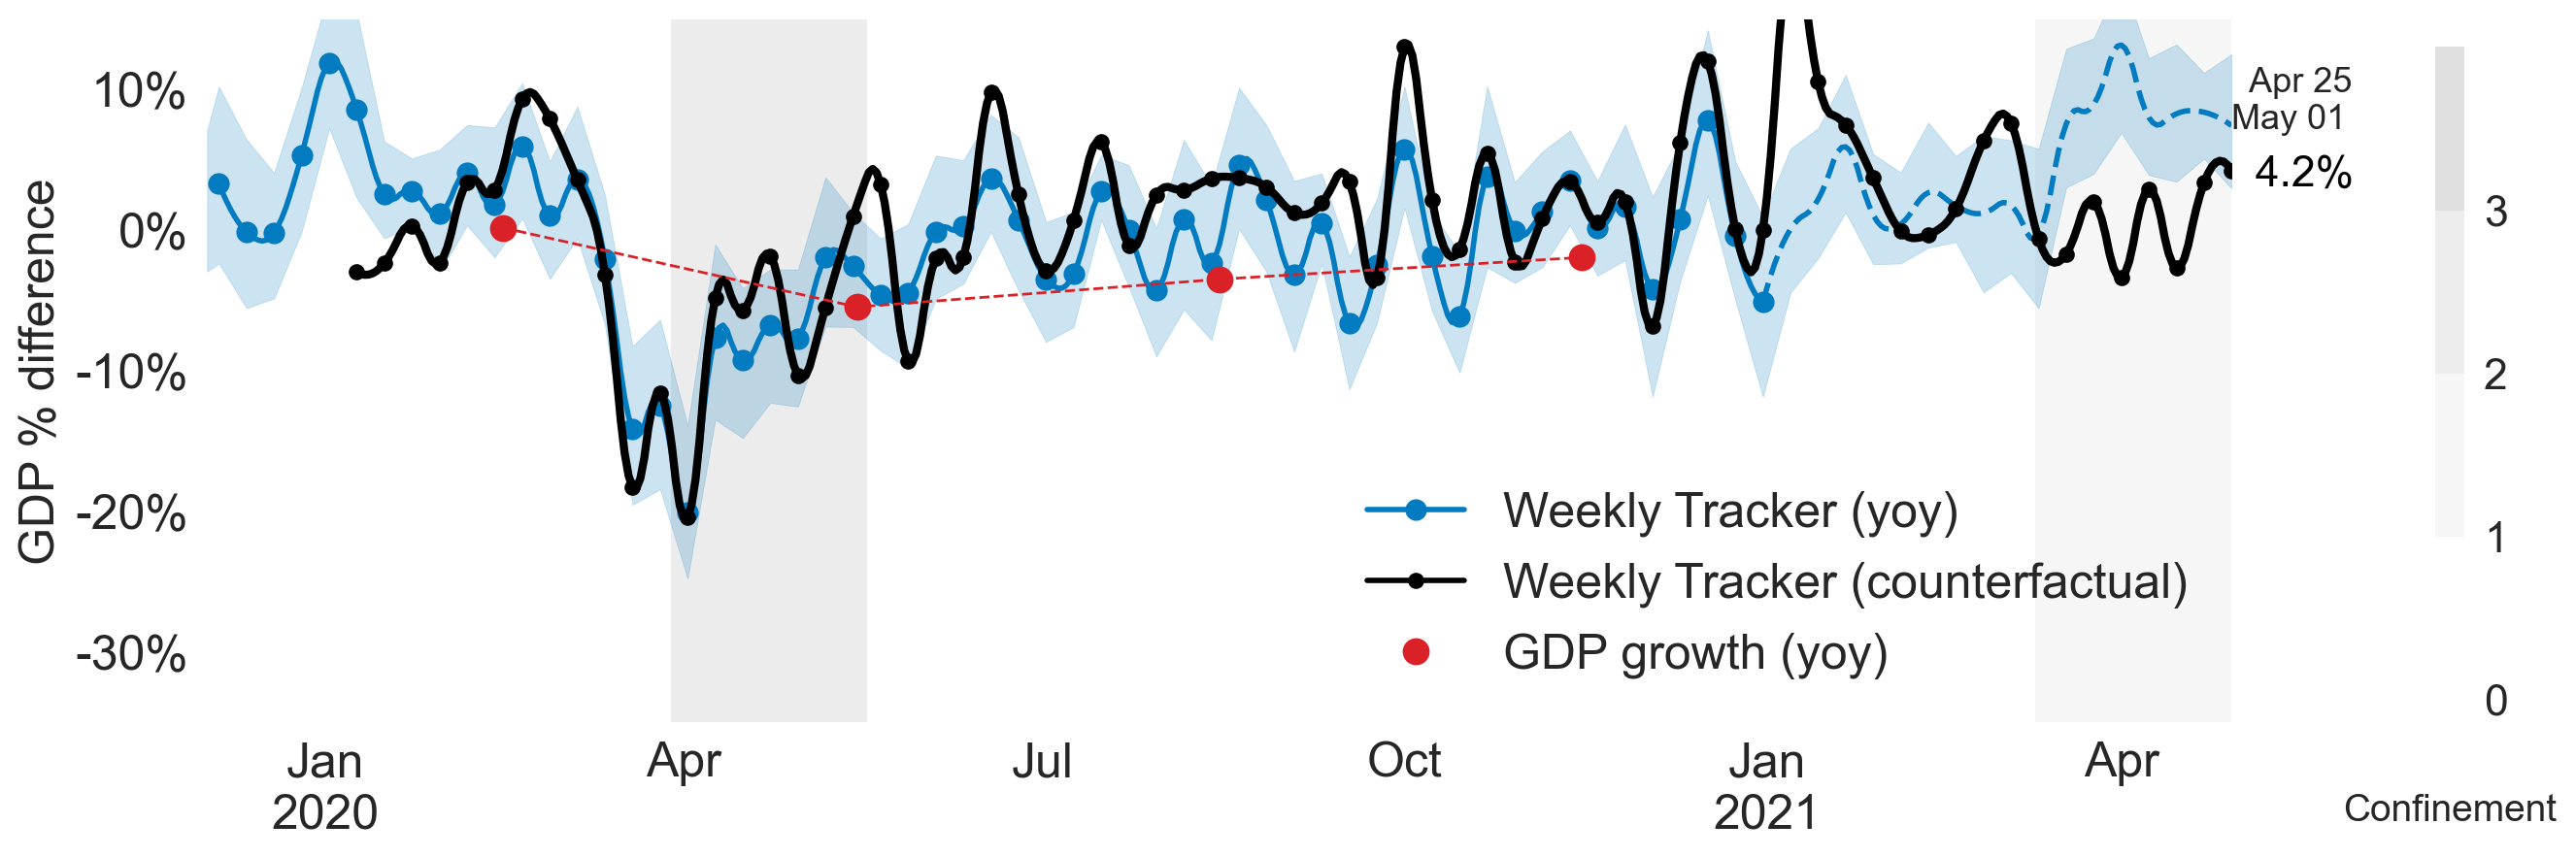 GDP % difference
10%
0%
-10%
-20%
-30%
Jan
2020
Apr
Jul
Oct
Jan
2021
Apr
Weekly Tracker (yoy)
Weekly Tracker (counterfactual)
GDP growth (yoy)
Apr 25
May 01
4.2%
3
2
1
0
Confinement